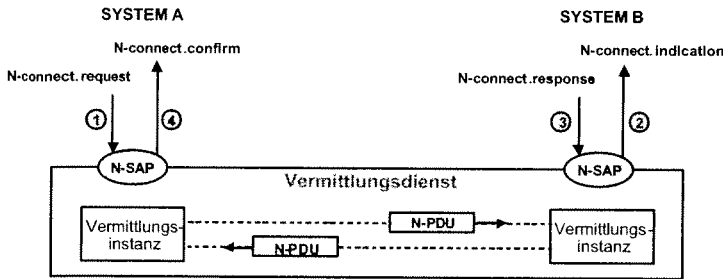 SYSTEM A
SYSTEM B
N-connect.confirm
N-connect.indication
N-connect.request
N-connect.response
1
4
3
2
N-SAP
N-SAP
Vermittlungsdienst
Vermittlungs-
instanz
N-PDU
N-PDU
Vermittlungs-
instanz